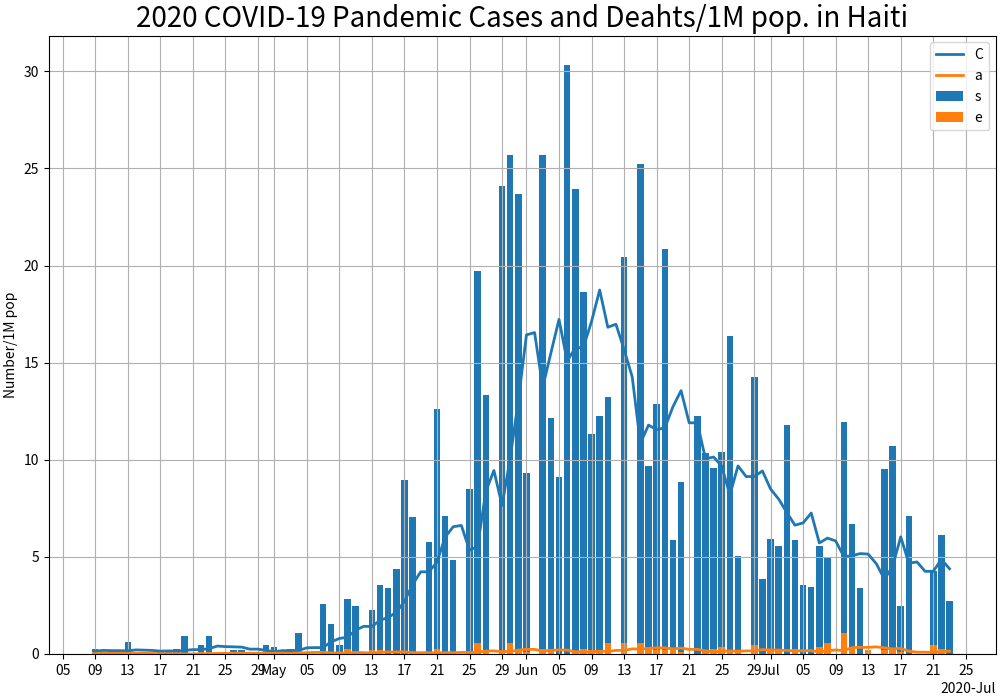 2020 COVID-19 Pandemic Cases and Deahts/1M pop. in Haiti
C
a
s
e
Number/1M pop
30
25
20
15
10
5
0
05 09 13 17 21 25 29 May 05 09 13 17 21 25 29 Jun 05 09 13 17 21 25 29 Jul 05 09 13 17 21 25
2020-Jul